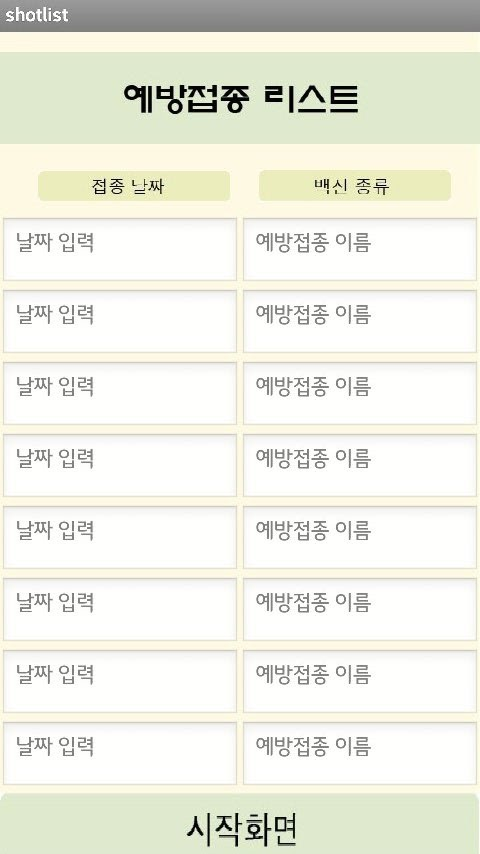 shotlist
예방접종 리스트
접종 날짜 백신 종류
날짜 입력 예방접종 이름
날짜 입력 예방접종 이름
날짜 입력 예방접종 이름
날짜 입력 예방접종 이름
날짜 입력 예방접종 이름
날짜 입력 예방접종 이름
날짜 입력 예방접종 이름
날짜 입력 예방접종 이름
시작화면